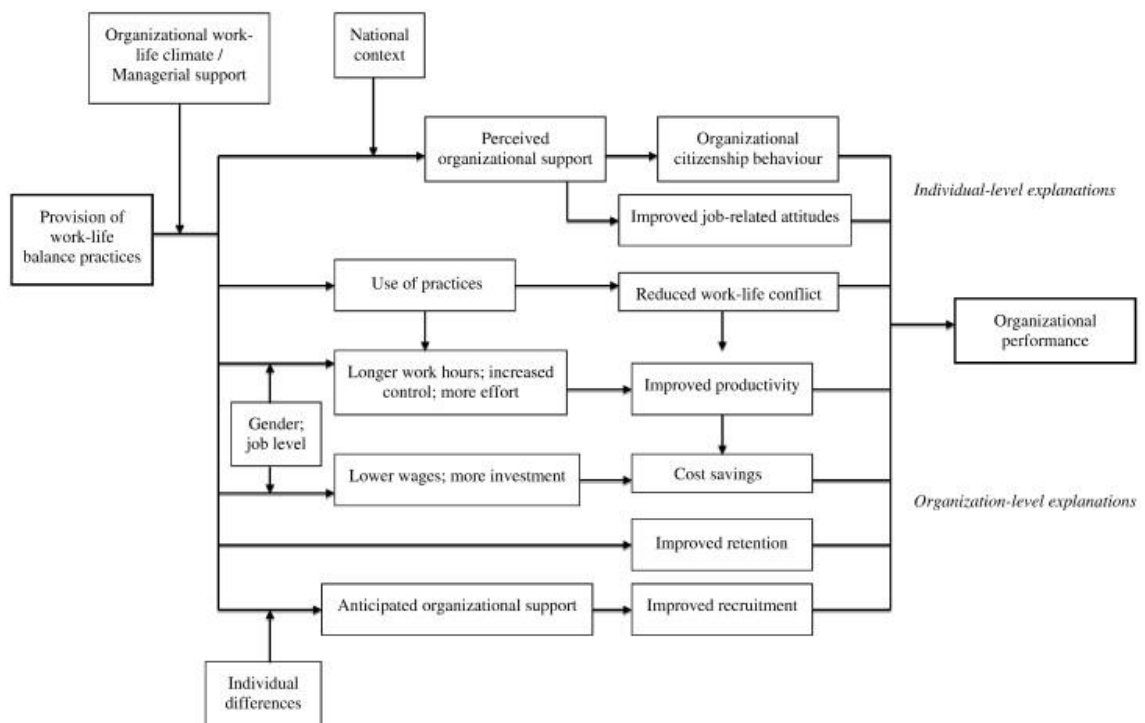 Organizational work-
life climate /
Managerial support
National
context
Perceived
organizational support
Organizational
citizenship behaviour
Individual-level explanations
Provision of
work-life
balance practices
Improved job-related attitudes
Use of practices
Reduced work-life conflict
Organizational
performance
Longer work hours; increased
control; more effort
Improved productivity
Gender;
job level
Lower wages; more investment
Cost savings
Organization-level explanations
Improved retention
Anticipated organizational support
Improved recruitment
Individual
differences